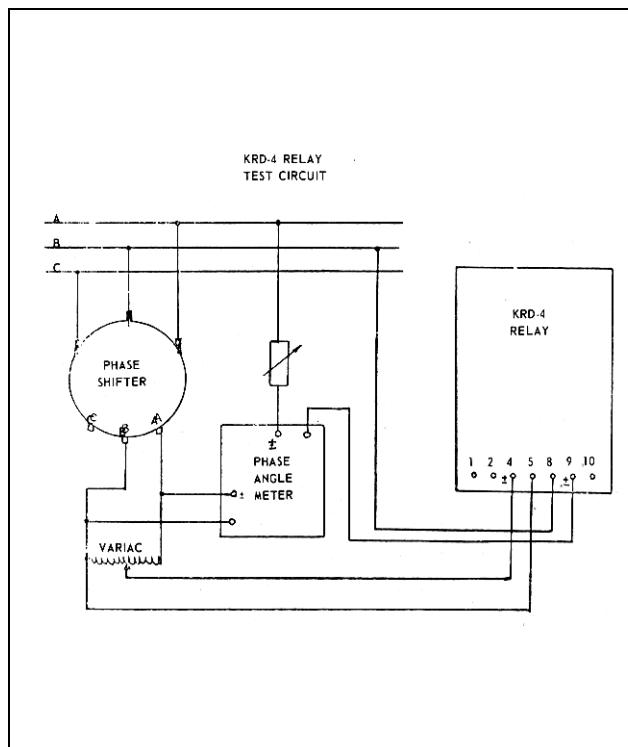 KRD-4 RELAY
TEST CIRCUIT
A
B
C
KRD-4
RELAY
PHASE
SHIFTER
C
B
A
±
PHASE
ANGLE
METER
±
1 2 ± 4 5 8 ± 9 10
VARIAC